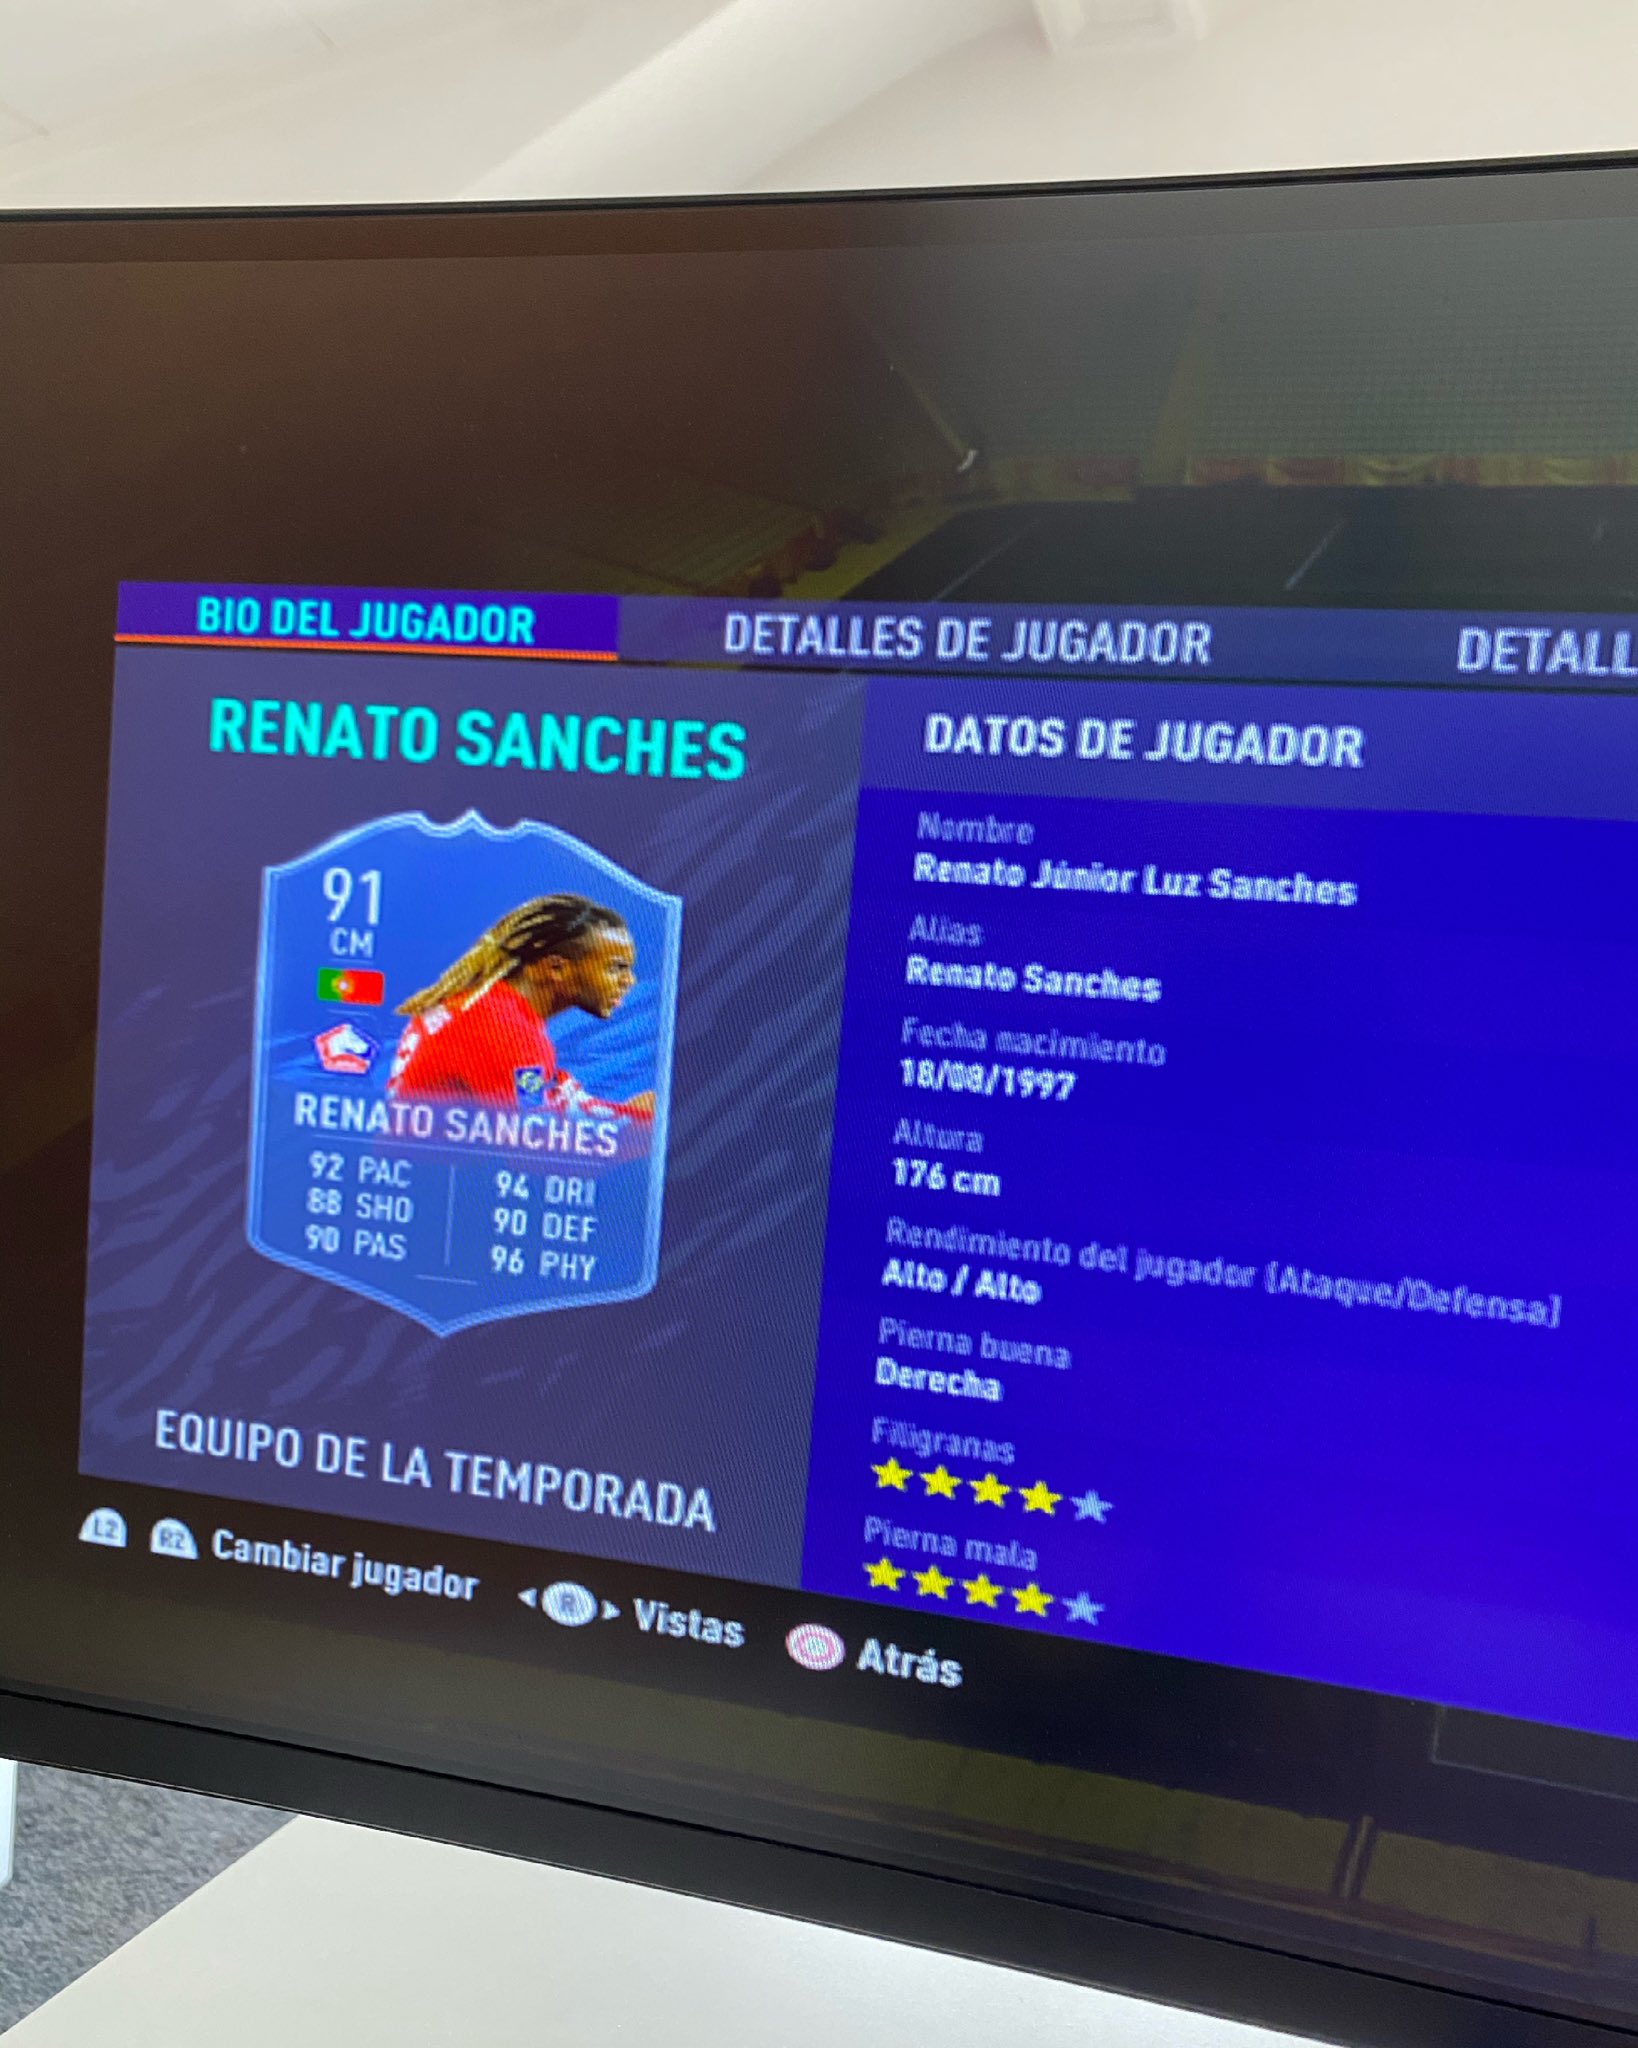 BIO DEL JUGADOR
DETALLES DE JUGADOR
DETALL
RENATO SANCHES
91
CM
RENATO SANCHES
92 PAC
88 SHO
90 PAS
94 DRI
90 DEF
96 PHY
EQUIPO DE LA TEMPORADA
DATOS DE JUGADOR
Nombre
Renato Júnior Luz Sanches
Alias
Renato Sanches
Fecha nacimiento
18/08/1997
Altura
176 cm
Rendimiento del jugador (Ataque/Defensa)
Alto / Alto
Pierna buena
Derecha
Filigranas
Pierna mala
L2 R2 Cambiar jugador R Vistas Atrás